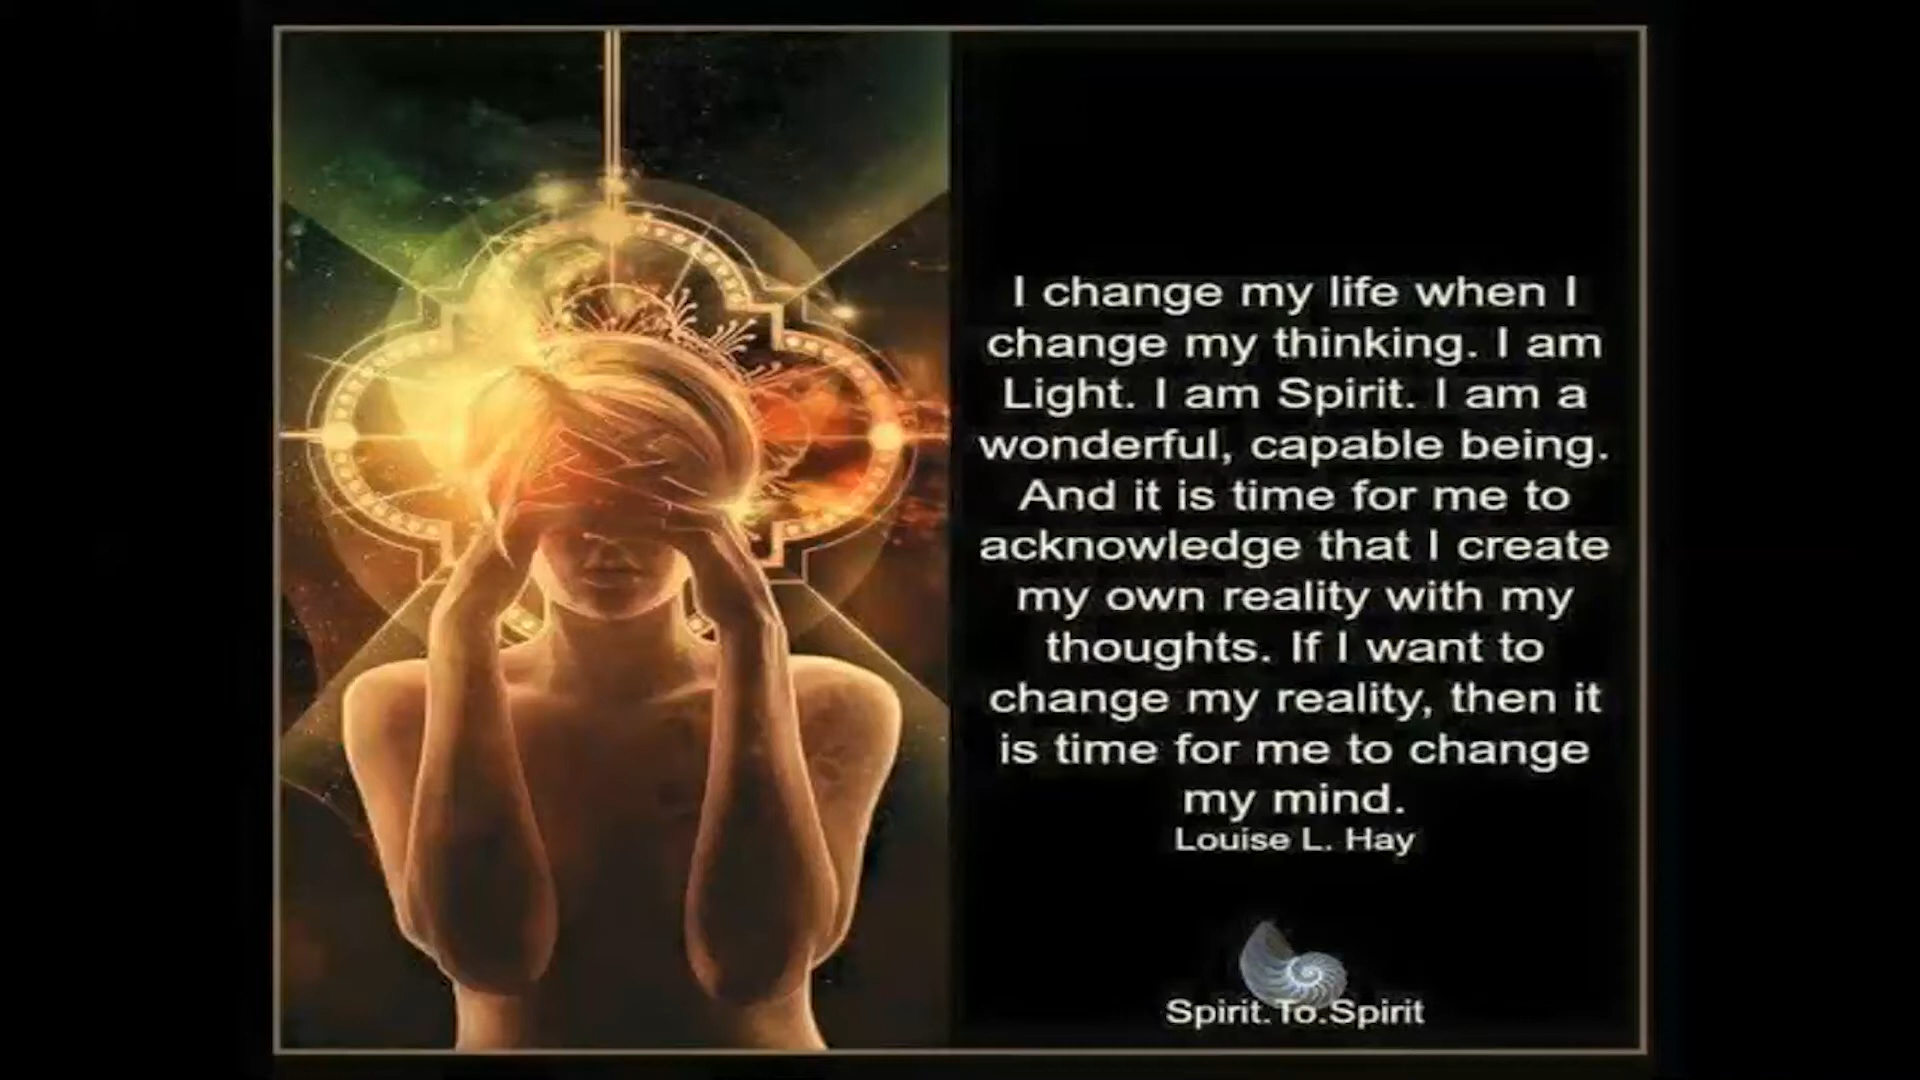 I change my life when I
change my thinking. I am
Light. I am Spirit. I am a
wonderful, capable being.
And it is time for me to
acknowledge that I create
my own reality with my
thoughts. If I want to
change my reality, then it
is time for me to change
my mind.
Louise L. Hay
Spirit.To.Spirit